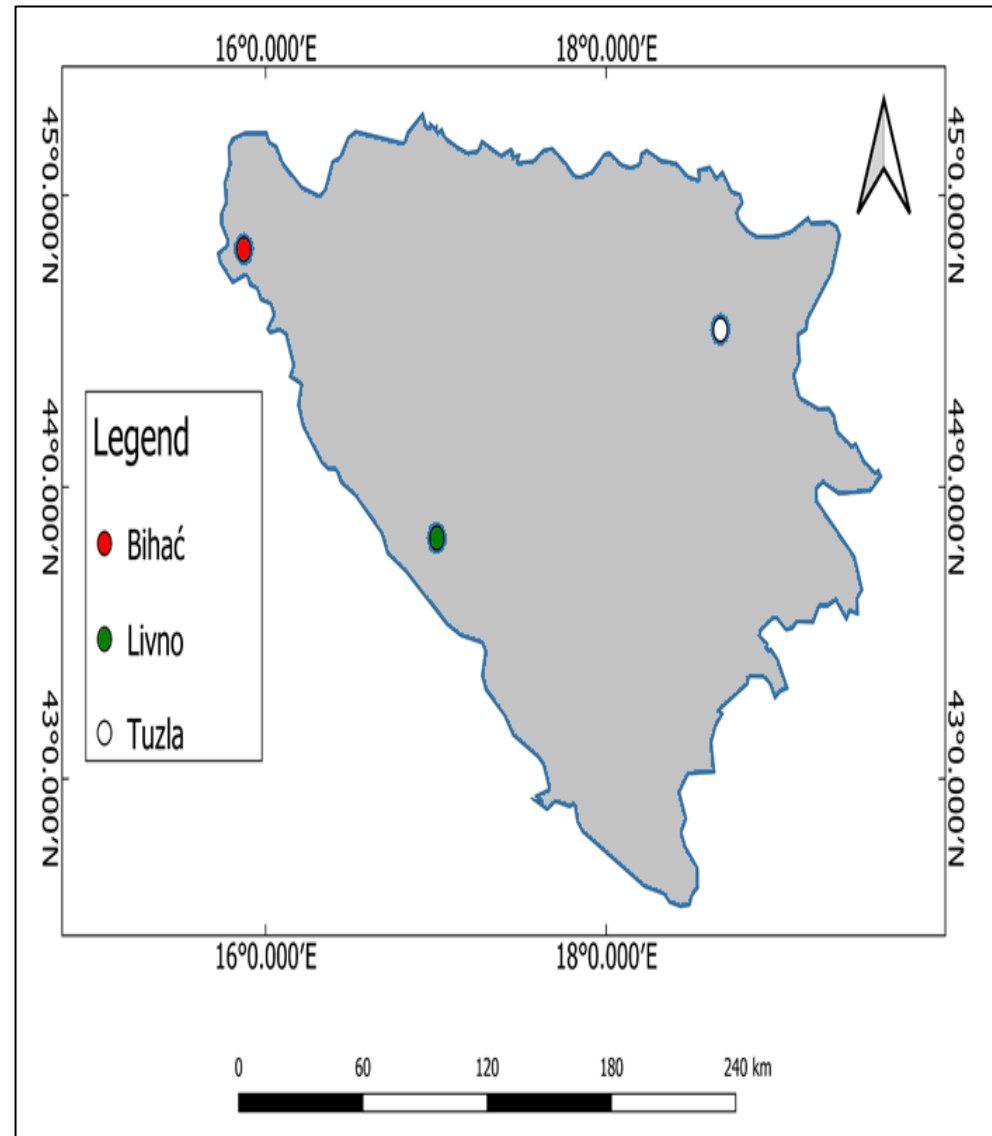 16°0.000′E 18°0.000′E
45°0.000′N 45°0.000′N
44°0.000′N 44°0.000′N
43°0.000′N 43°0.000′N
Legend
Bihać
Livno
Tuzla
16°0.000′E 18°0.000′E
0 60 120 180 240 km